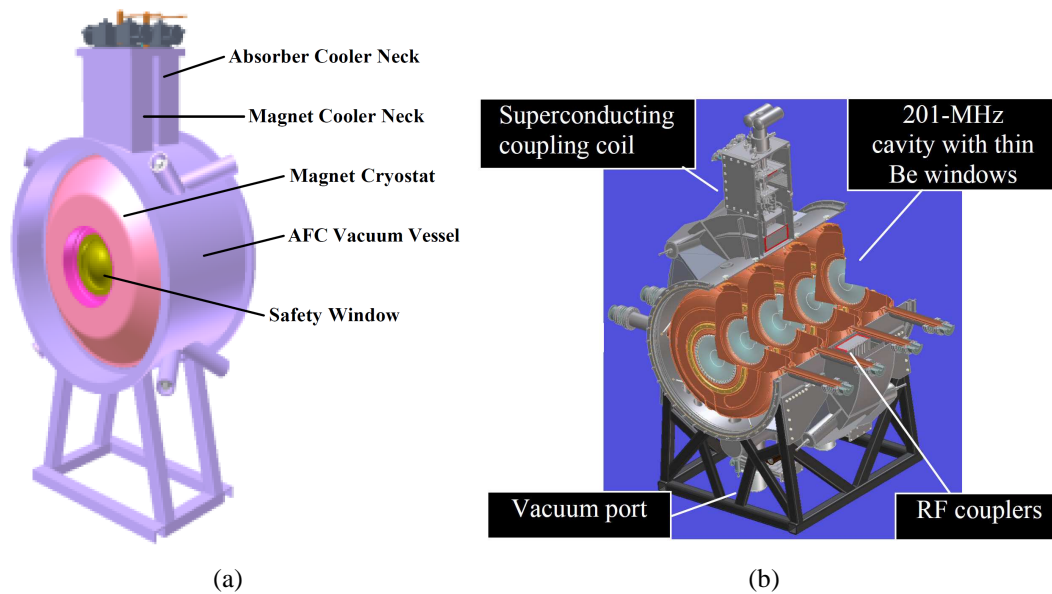 Absorber Cooler Neck
Magnet Cooler Neck
Magnet Cryostat
AFC Vacuum Vessel
Safety Window
(a)
Superconducting
coupling coil
201-MHz
cavity with thin
Be windows
Vacuum port
RF couplers
(b)